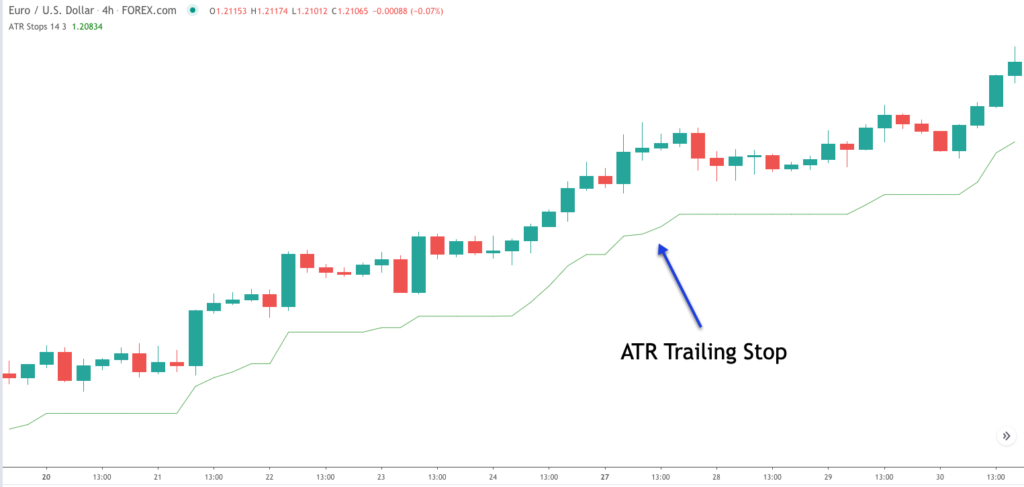 Euro / U.S. Dollar · 4h · FOREX.com O1.21153 H1.21174 L1.21012 C1.21065 −0.00088 (−0.07%)
ATR Stops 14 3 1.20834
ATR Trailing Stop
20 13:00 21 13:00 22 13:00 23 13:00 24 13:00 27 13:00 28 13:00 29 13:00 30 13:00